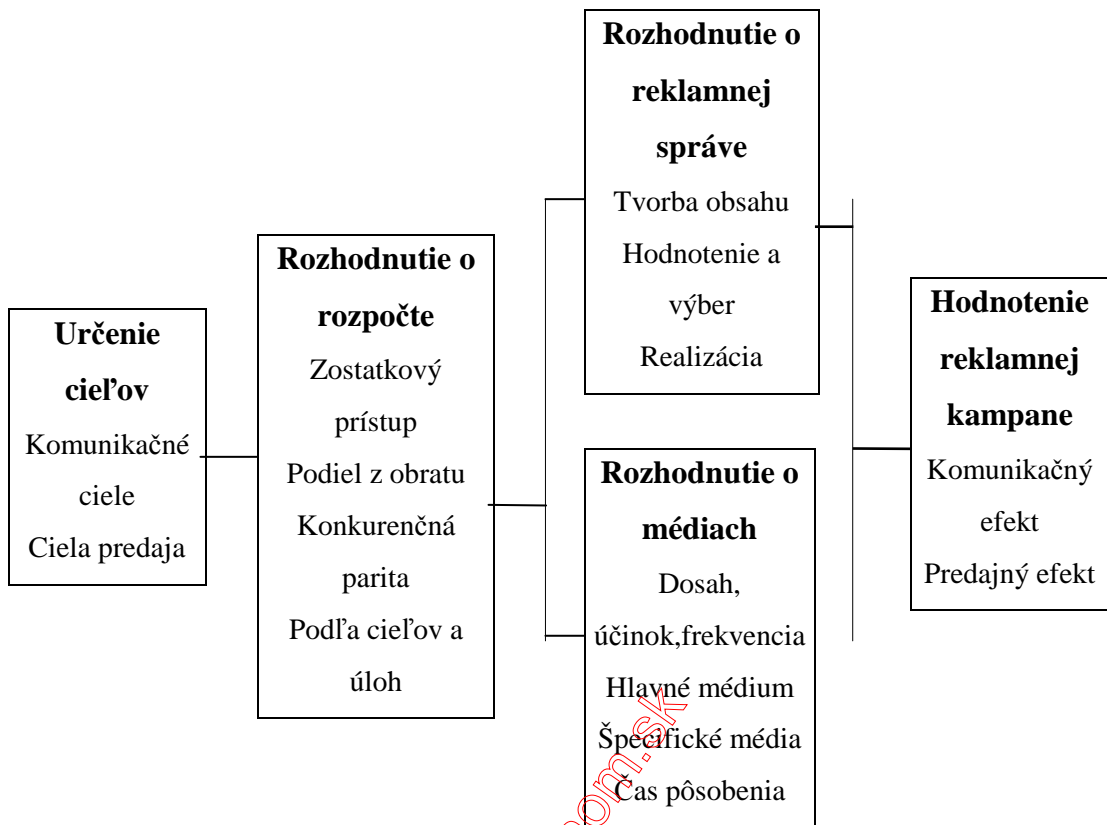 Určenie
cieľov
Komunikačné
ciele
Ciela predaja
Rozhodnutie o
rozpočte
Zostatkový
prístup
Podiel z obratu
Konkurenčná
parita
Podľa cieľov a
úloh
Rozhodnutie o
reklamnej
správe
Tvorba obsahu
Hodnotenie a
výber
Realizácia
Rozhodnutie o
médiach
Dosah,
účinok,frekvencia
Hlavné médium
Špecifické média
Čas pôsobenia
Hodnotenie
reklamnej
kampane
Komunikačný
efekt
Predajný efekt